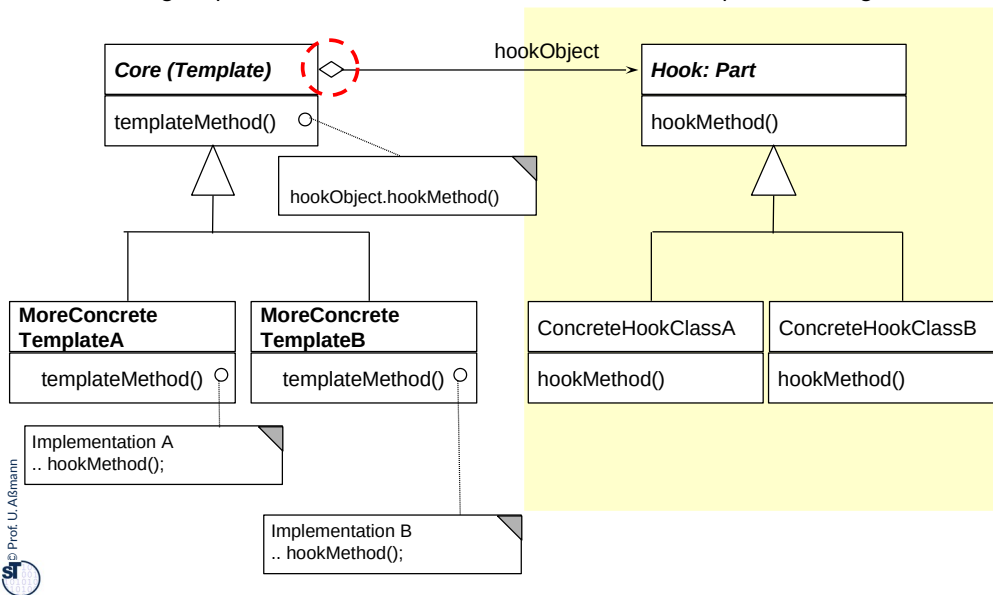 hookObject
Core (Template)
Hook: Part
templateMethod()
hookMethod()
hookObject.hookMethod()
MoreConcrete
TemplateA
MoreConcrete
TemplateB
ConcreteHookClassA
ConcreteHookClassB
templateMethod()
templateMethod()
hookMethod()
hookMethod()
Implementation A
.. hookMethod();
Implementation B
.. hookMethod();
© Prof. U. Aßmann
ST